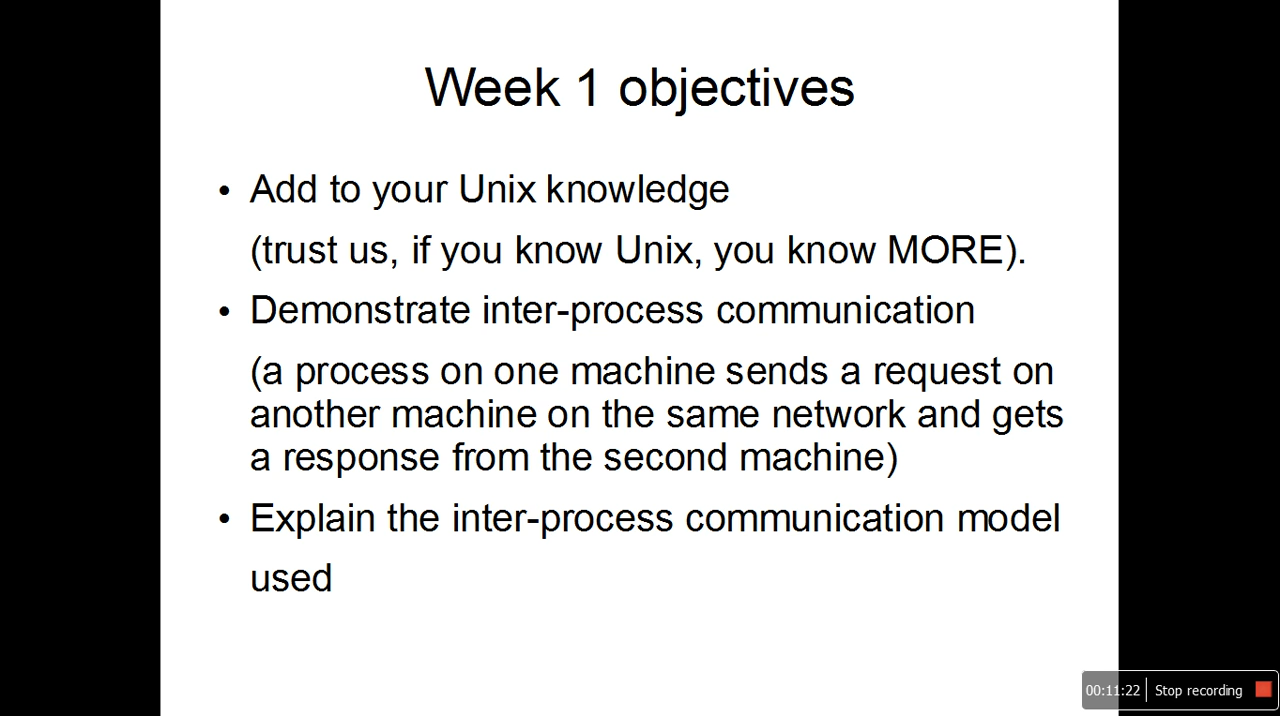 Week 1 objectives
• Add to your Unix knowledge
(trust us, if you know Unix, you know MORE).
• Demonstrate inter-process communication
(a process on one machine sends a request on
another machine on the same network and gets
a response from the second machine)
• Explain the inter-process communication model
used
00:11:22 | Stop recording